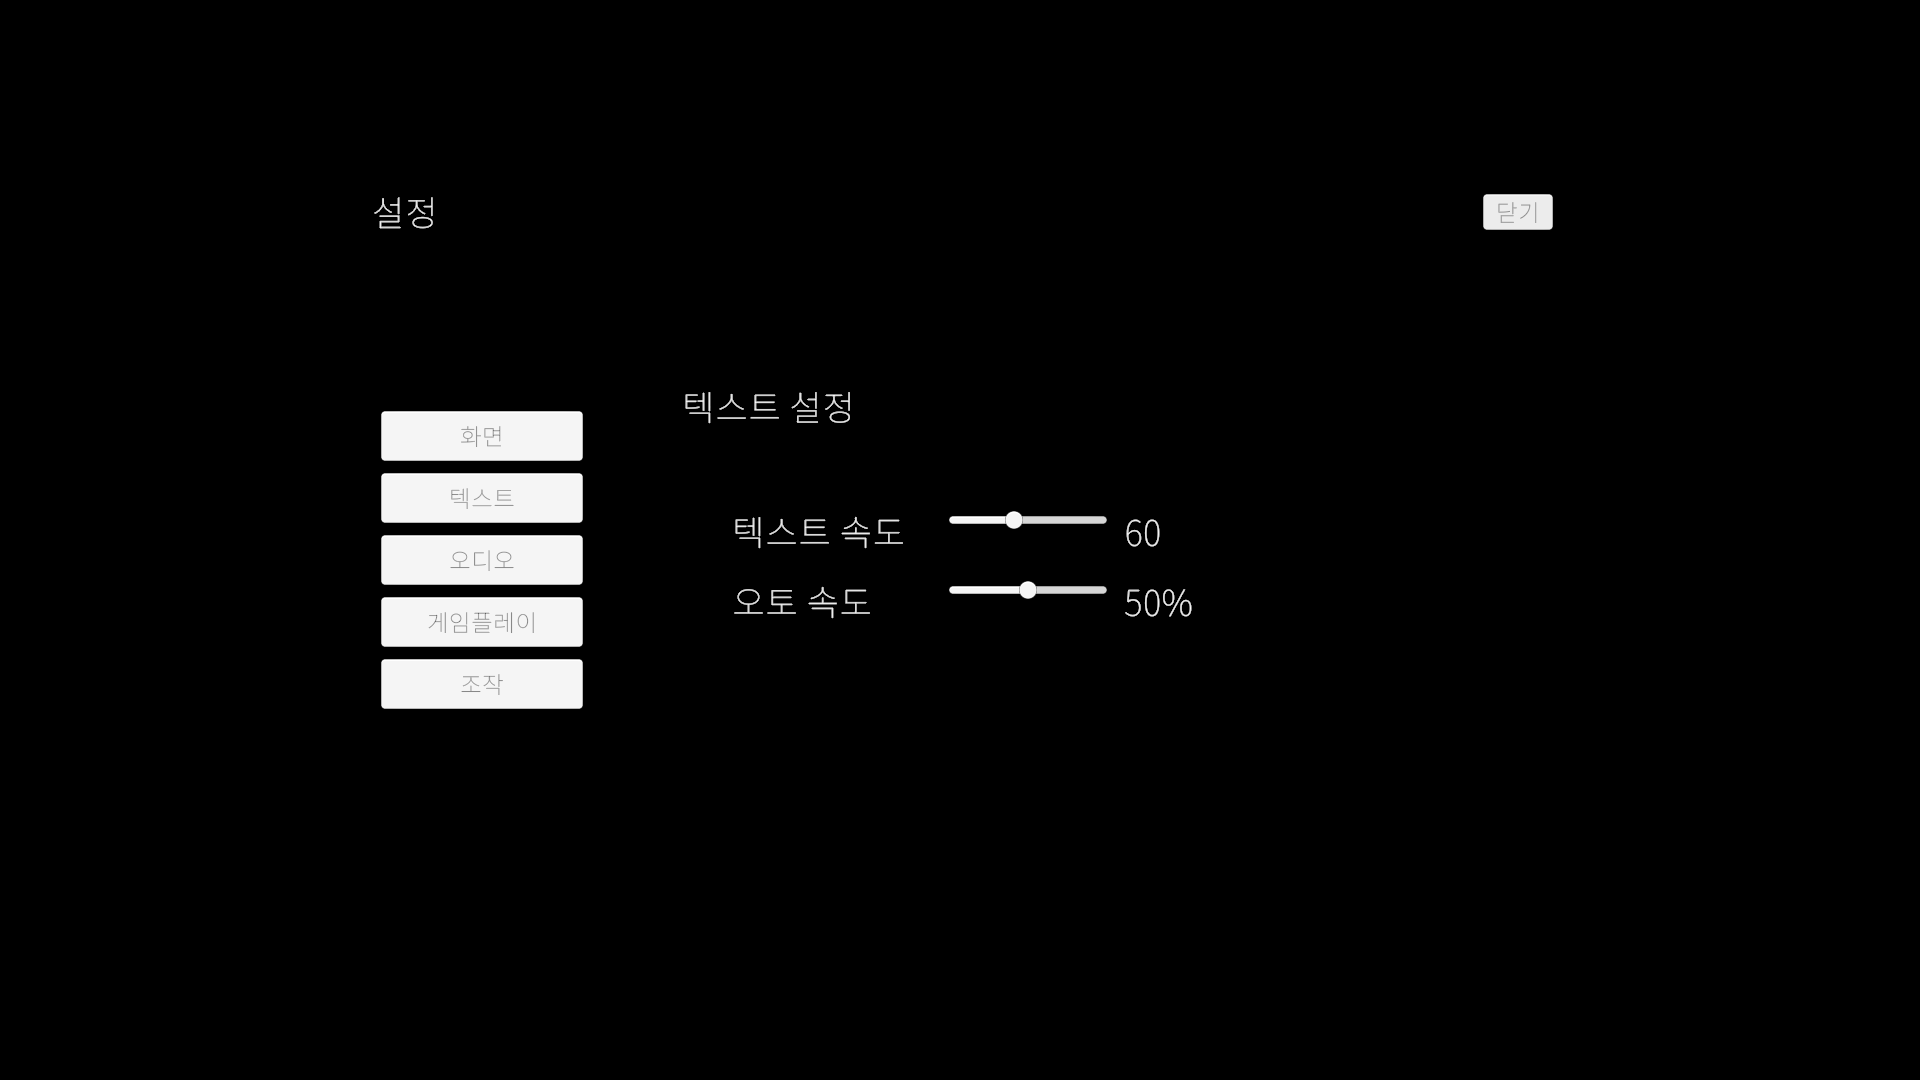 설정
닫기
화면
텍스트
오디오
게임플레이
조작
텍스트 설정
텍스트 속도 60
오토 속도 50%